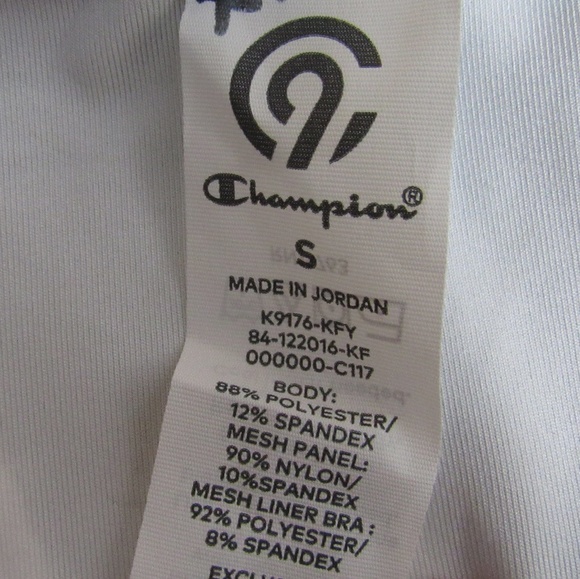 C9
Champion®
S
MADE IN JORDAN
K9176-KFY
84-122016-KF
000000-C117
BODY:
88% POLYESTER/
12% SPANDEX
MESH PANEL:
90% NYLON/
10%SPANDEX
MESH LINER BRA :
92% POLYESTER/
8% SPANDEX